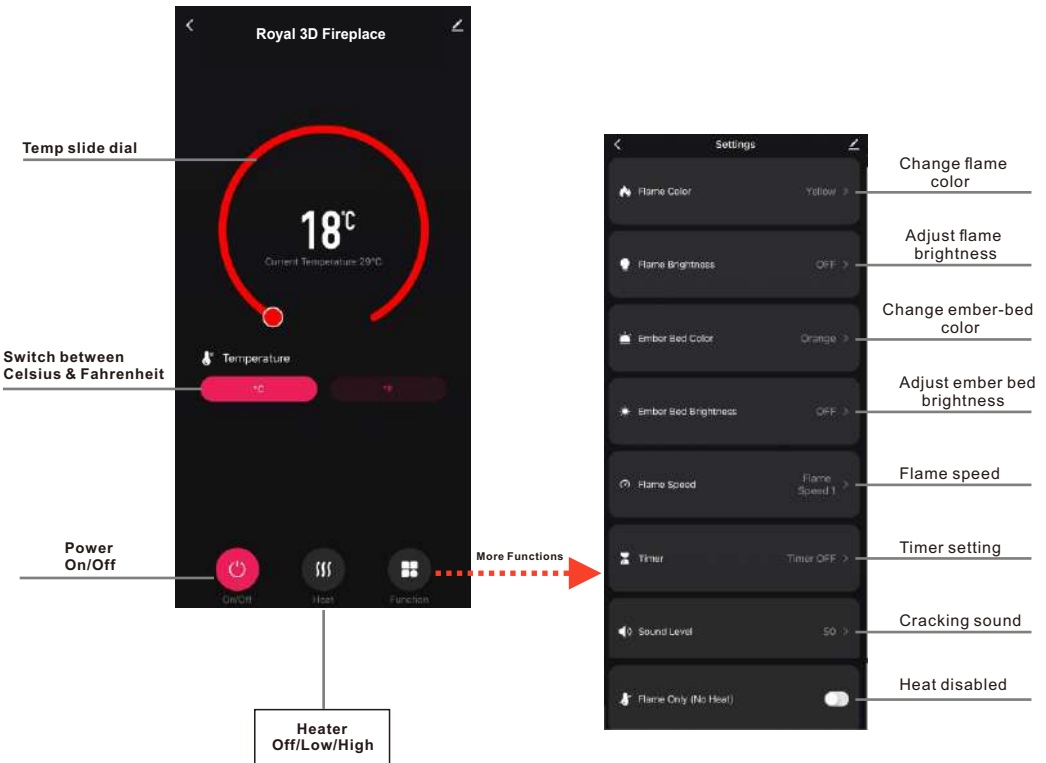 Royal 3D Fireplace
Temp slide dial
18°C
Current Temperature 29°C
Switch between
Celsius & Fahrenheit
Temperature
°C
°F
Power
On/Off
On/Off
Heat
Function
More Functions
Heater
Off/Low/High
Settings
Flame Color
Yellow
Change flame
color
Flame Brightness
OFF
Adjust flame
brightness
Ember Bed Color
Orange
Change ember-bed
color
Ember Bed Brightness
OFF
Adjust ember bed
brightness
Flame Speed
Flame
Speed 1
Flame speed
Timer
Timer OFF
Timer setting
Sound Level
S0
Cracking sound
Flame Only (No Heat)
Heat disabled